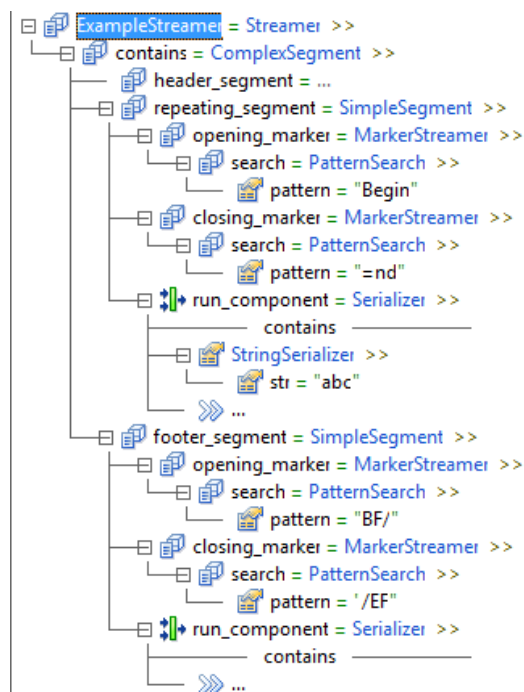 ExampleStreamer = Streamer >>
contains = ComplexSegment >>
header_segment = ...
repeating_segment = SimpleSegment >>
opening_marker = MarkerStreamer >>
search = PatternSearch >>
pattern = "Begin"
closing_marker = MarkerStreamer >>
search = PatternSearch >>
pattern = "=nd"
run_component = Serializer >>
contains
StringSerializer >>
str = "abc"
...
footer_segment = SimpleSegment >>
opening_marker = MarkerStreamer >>
search = PatternSearch >>
pattern = "BF/"
closing_marker = MarkerStreamer >>
search = PatternSearch >>
pattern = '/EF"
run_component = Serializer >>
contains
...